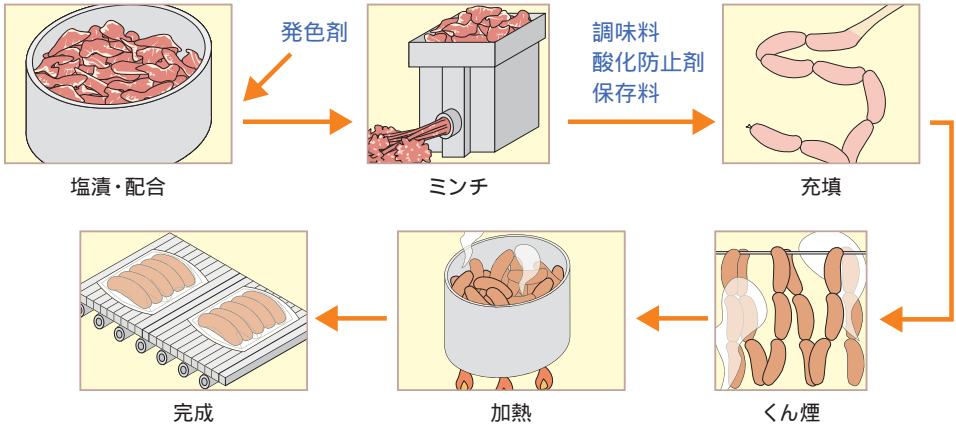 発色剤
調味料
酸化防止剤
保存料
塩漬・配合
ミンチ
充填
完成
加熱
くん煙